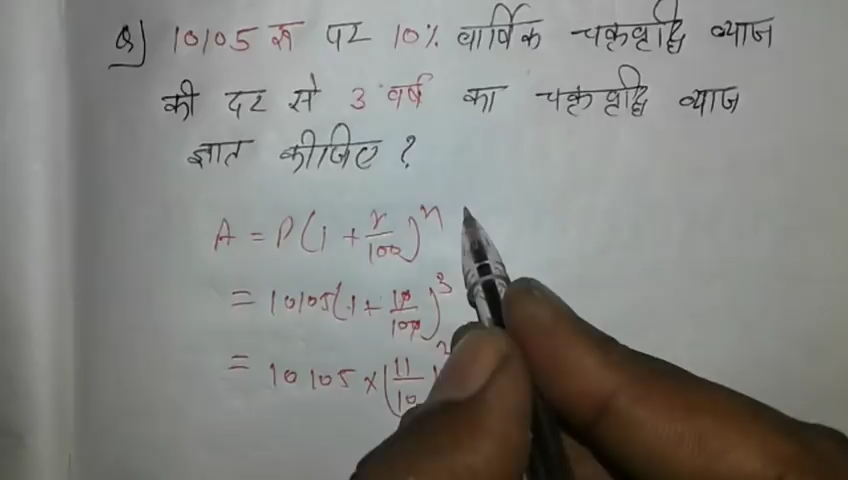 Q) 10105 रु पर 10% वार्षिक चक्रवृद्धि व्याज
की दर से 3 वर्ष का चक्रवृद्धि व्याज
ज्ञात कीजिए ?
A = P(1 + r/100)^n
= 10105(1 + 10/100)^3
= 10105 × (11/10